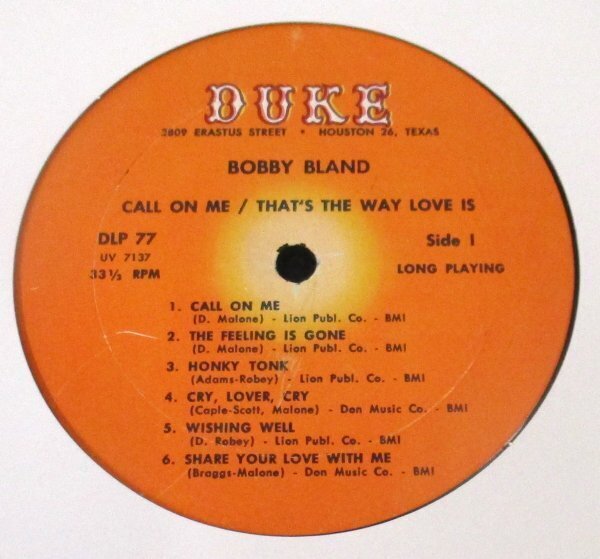 DUKE
2809 ERASTUS STREET • HOUSTON 26, TEXAS
BOBBY BLAND
CALL ON ME / THAT'S THE WAY LOVE IS
DLP 77
UV 7137
33⅓ RPM
Side 1
LONG PLAYING
1. CALL ON ME
(D. Malone) - Lion Publ. Co. - BMI
2. THE FEELING IS GONE
(D. Malone) - Lion Publ. Co. - BMI
3. HONKY TONK
(Adams-Robey) - Lion Publ. Co. - BMI
4. CRY, LOVER, CRY
(Caple-Scott, Malone) - Don Music Co. - BMI
5. WISHING WELL
(D. Robey) - Lion Publ. Co. - BMI
6. SHARE YOUR LOVE WITH ME
(Braggs-Malone) - Don Music Co. - BMI